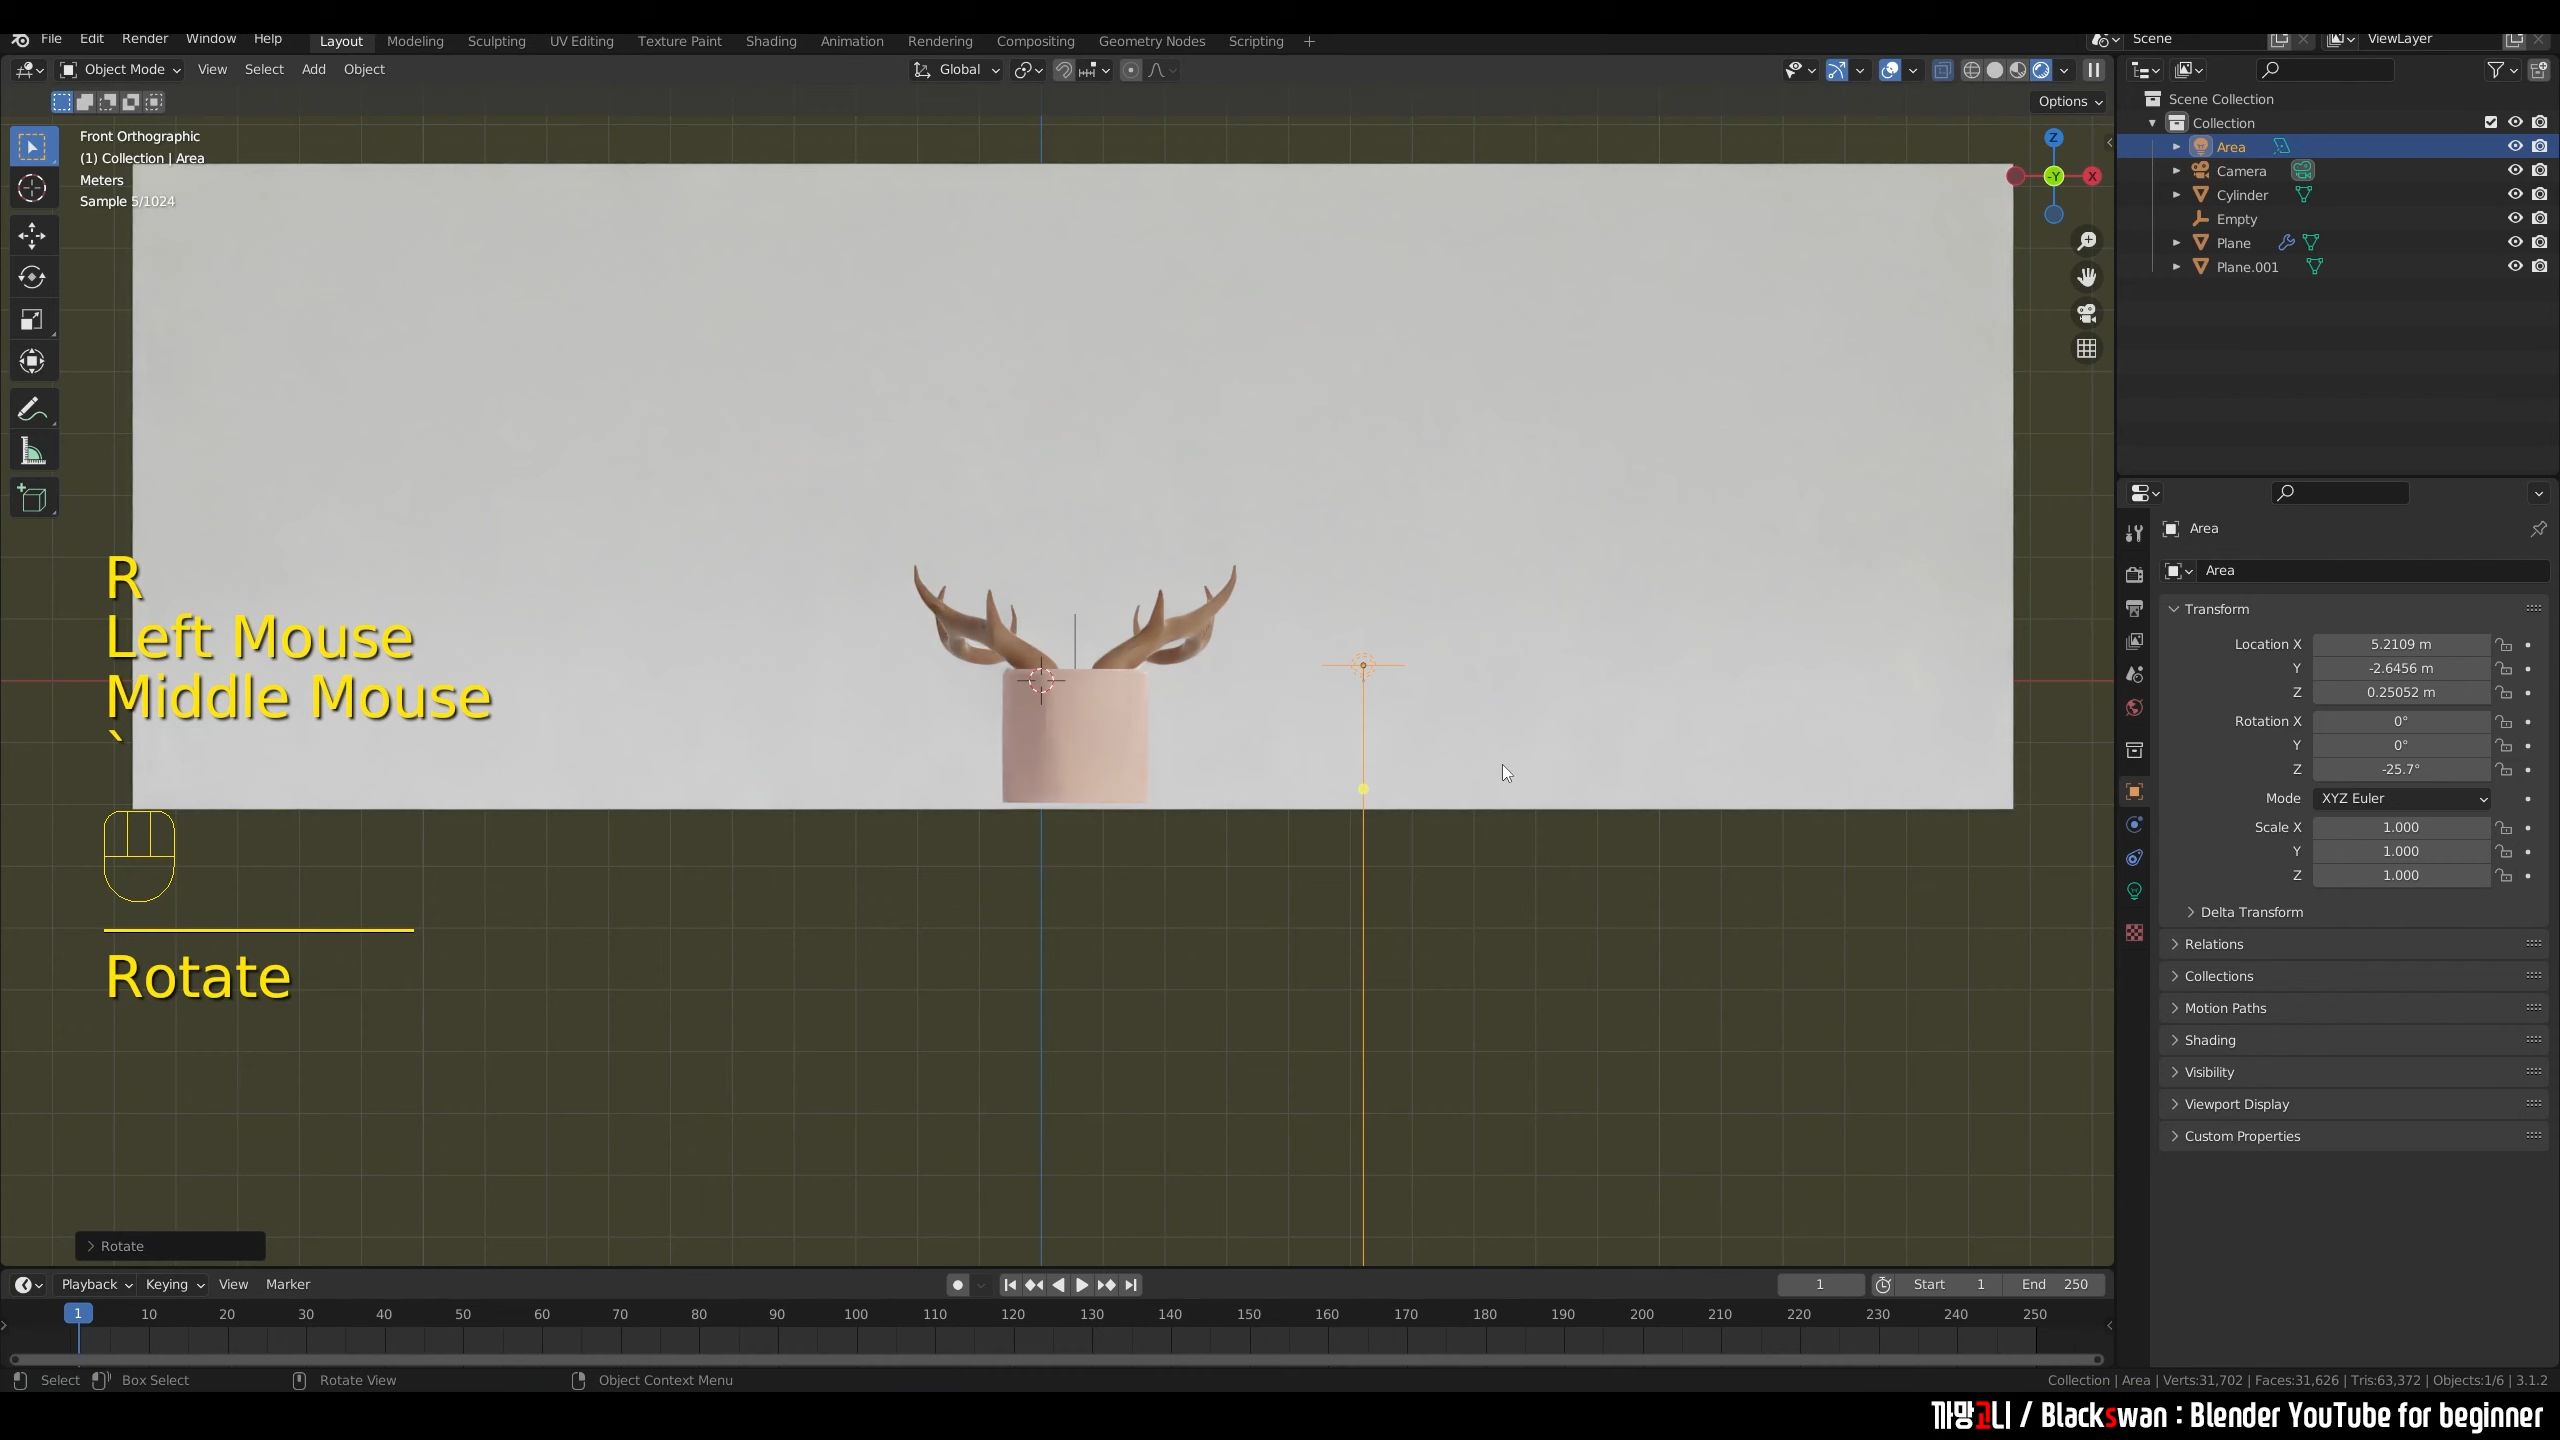 File Edit Render Window Help Layout Modeling Sculpting UV Editing Texture Paint Shading Animation Rendering Compositing Geometry Nodes Scripting + Scene ViewLayer
Object Mode View Select Add Object Global
Options
Front Orthographic
(1) Collection | Area
Meters
Sample 5/1024
Z
-Y
X
Scene Collection
Collection
Area
Camera
Cylinder
Empty
Plane
Plane.001
R
Left Mouse
Middle Mouse
`
Rotate
Rotate
Area
Area
Transform
Location X 5.2109 m
Y -2.6456 m
Z 0.25052 m
Rotation X 0°
Y 0°
Z -25.7°
Mode XYZ Euler
Scale X 1.000
Y 1.000
Z 1.000
Delta Transform
Relations
Collections
Motion Paths
Shading
Visibility
Viewport Display
Custom Properties
Playback Keying View Marker 1 Start 1 End 250
1 10 20 30 40 50 60 70 80 90 100 110 120 130 140 150 160 170 180 190 200 210 220 230 240 250
Select Box Select Rotate View Object Context Menu Collection | Area | Verts:31,702 | Faces:31,626 | Tris:63,372 | Objects:1/6 | 3.1.2
까망고니 / Blackswan : Blender YouTube for beginner